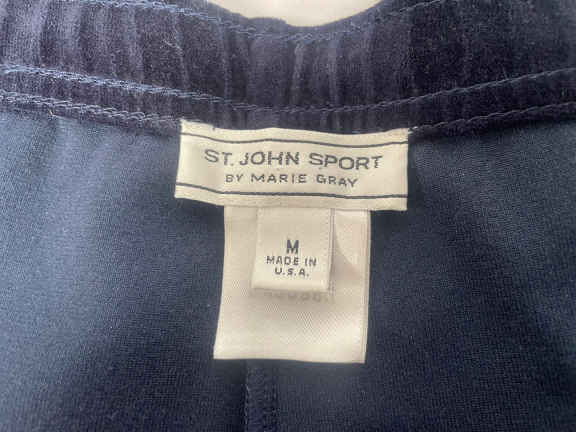 ST. JOHN SPORT
BY MARIE GRAY
M
MADE IN
U.S.A.